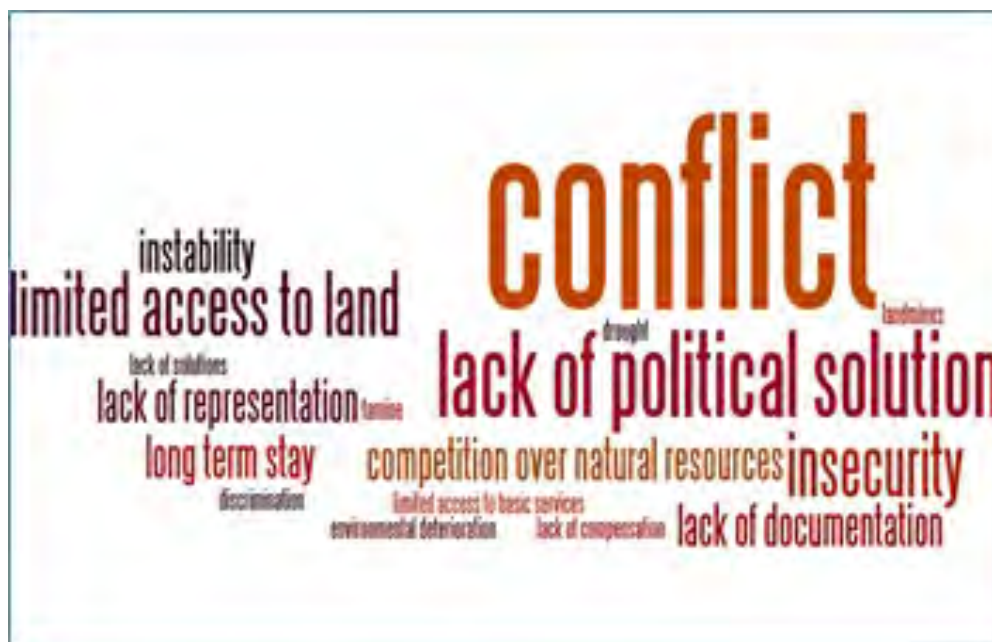 conflict
instability
limited access to land
drought
lack of political solution
lack of solutions
lack of representation
famine
long term stay
competition over natural resources
insecurity
discrimination
limited access to basic services
lack of documentation
environmental deterioration
lack of compensation